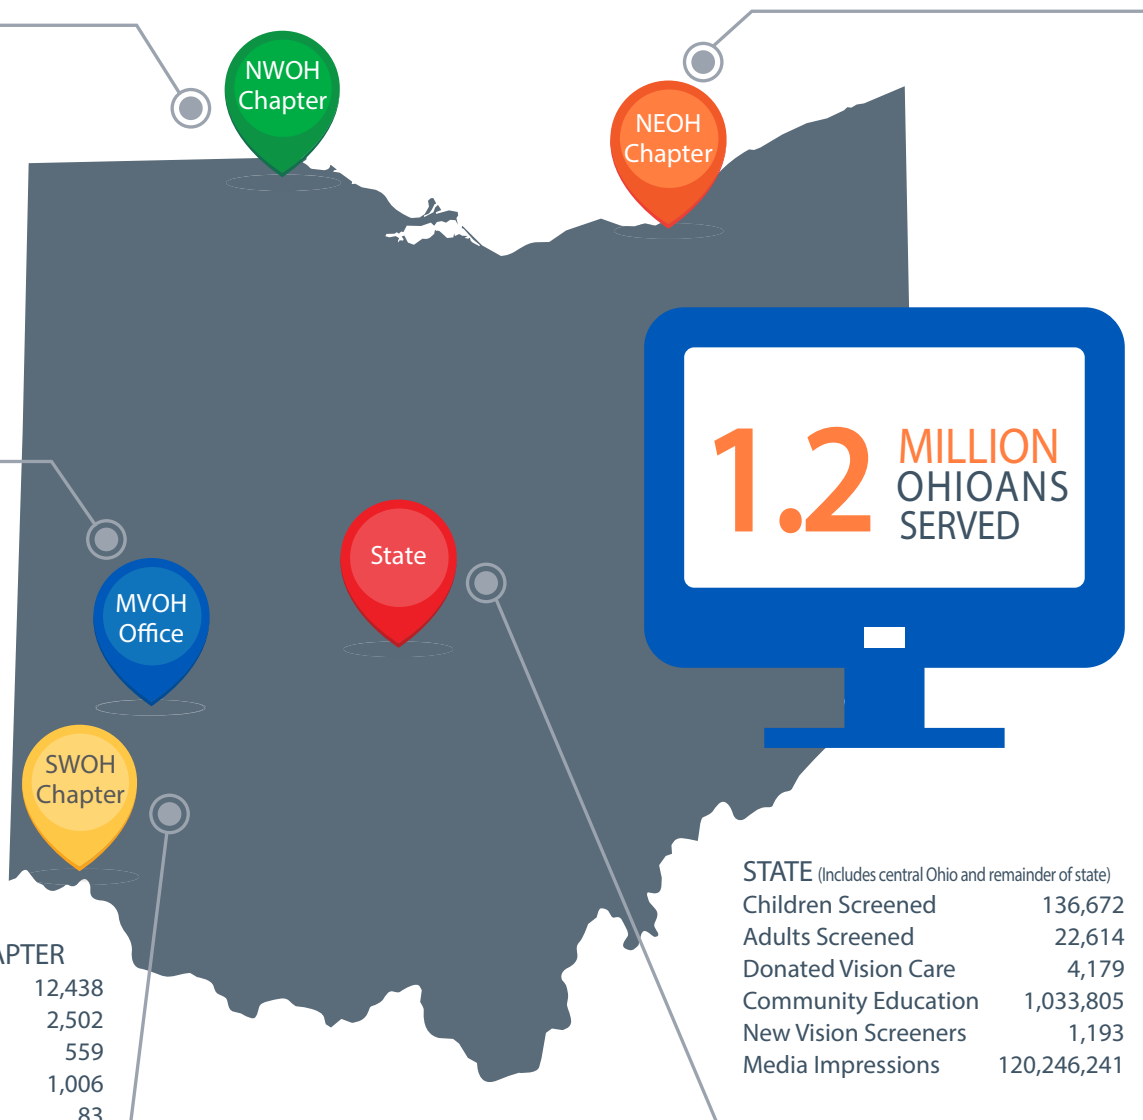 NWOH
Chapter
NEOH
Chapter
1.2 MILLION
OHIOANS
SERVED
State
MVOH
Office
SWOH
Chapter
STATE (Includes central Ohio and remainder of state)
Children Screened 136,672
Adults Screened 22,614
Donated Vision Care 4,179
Community Education 1,033,805
New Vision Screeners 1,193
Media Impressions 120,246,241
APTER
12,438
2,502
559
1,006
83